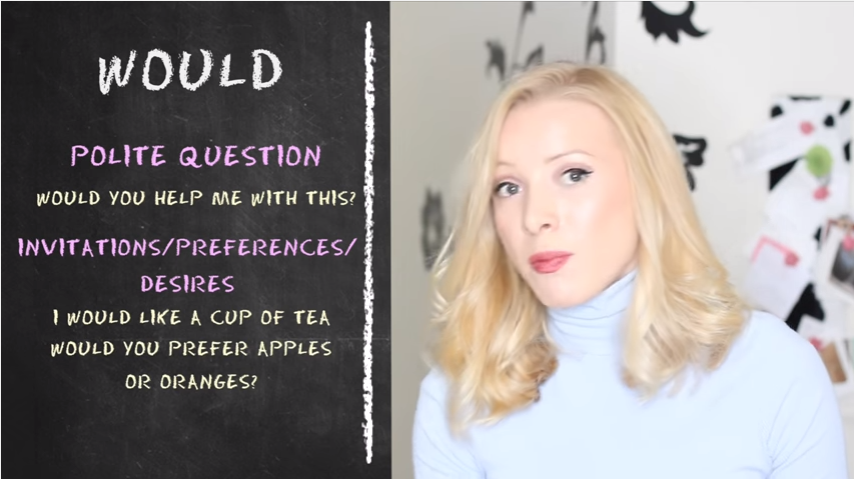 WOULD
POLITE QUESTION
WOULD YOU HELP ME WITH THIS?
INVITATIONS/PREFERENCES/
DESIRES
I WOULD LIKE A CUP OF TEA
WOULD YOU PREFER APPLES
OR ORANGES?